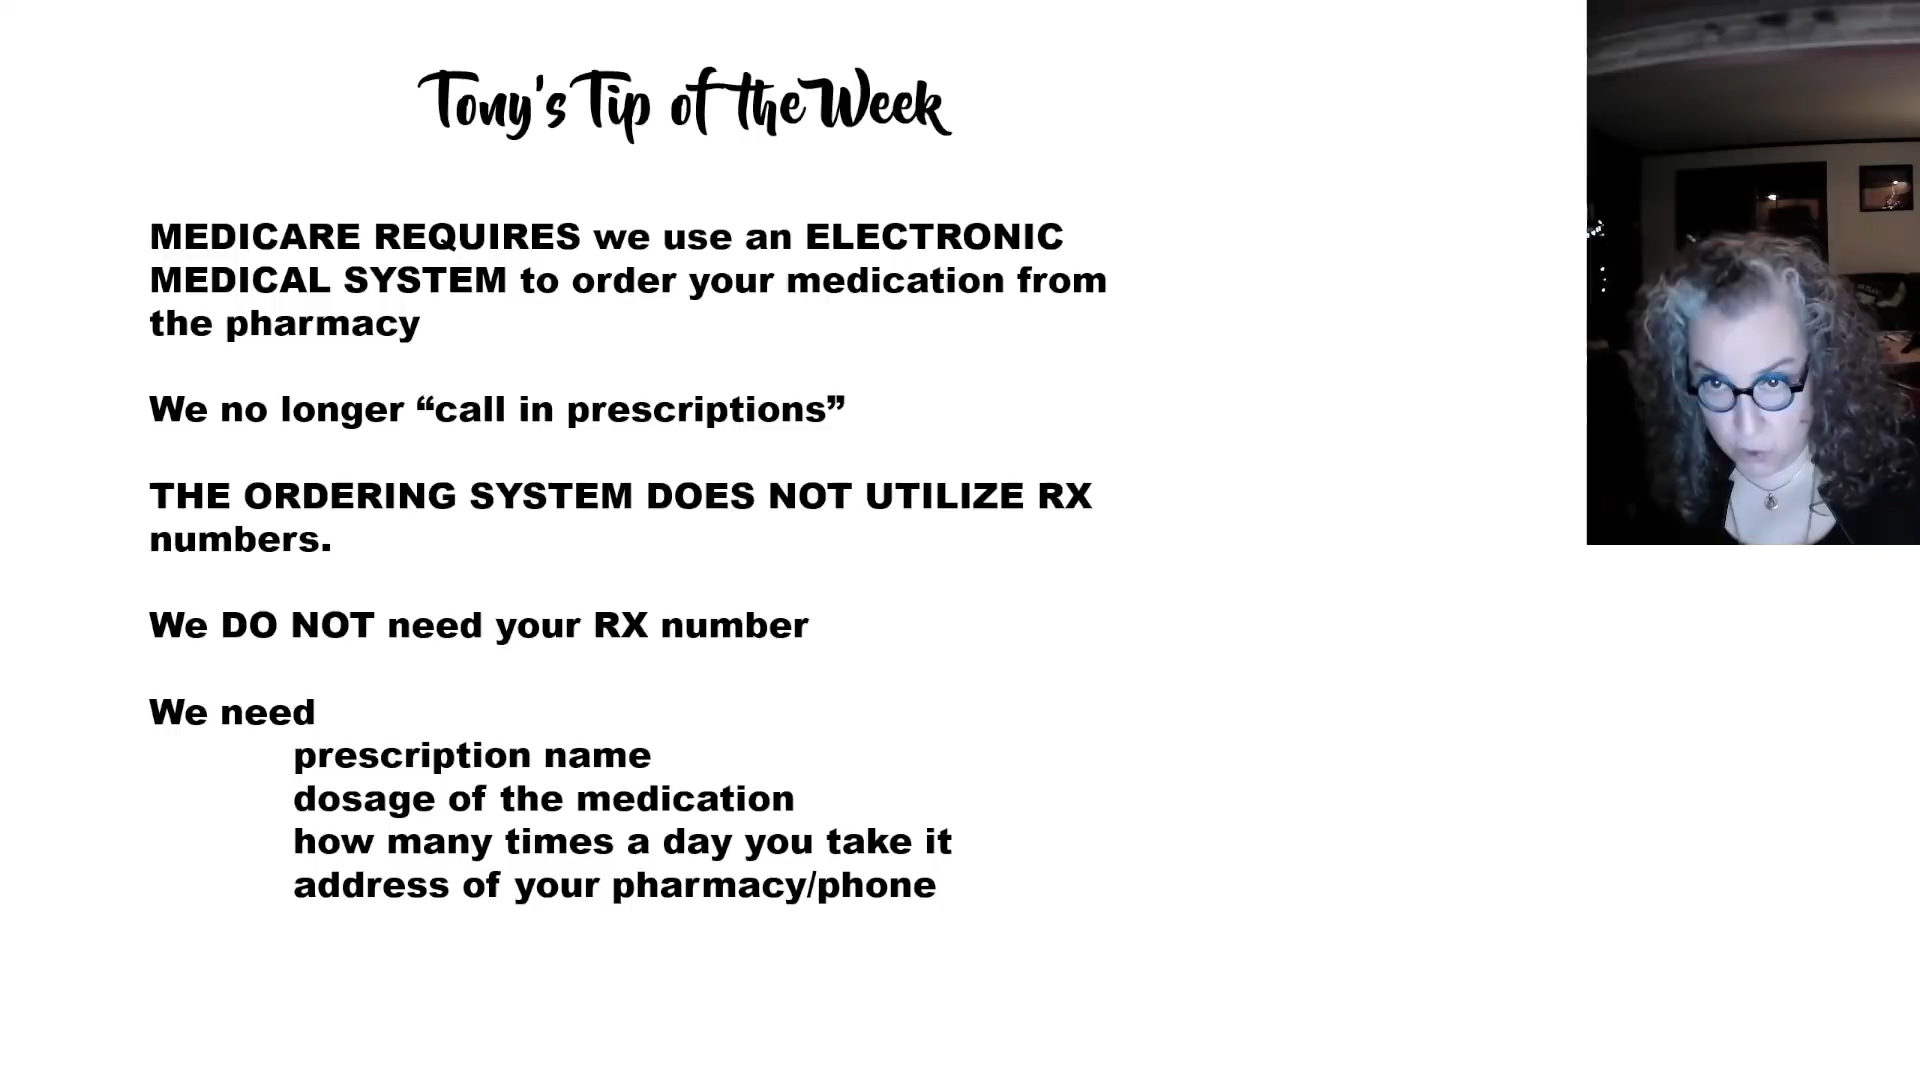 Tony's Tip of the Week
MEDICARE REQUIRES we use an ELECTRONIC
MEDICAL SYSTEM to order your medication from
the pharmacy
We no longer “call in prescriptions”
THE ORDERING SYSTEM DOES NOT UTILIZE RX
numbers.
We DO NOT need your RX number
We need
prescription name
dosage of the medication
how many times a day you take it
address of your pharmacy/phone